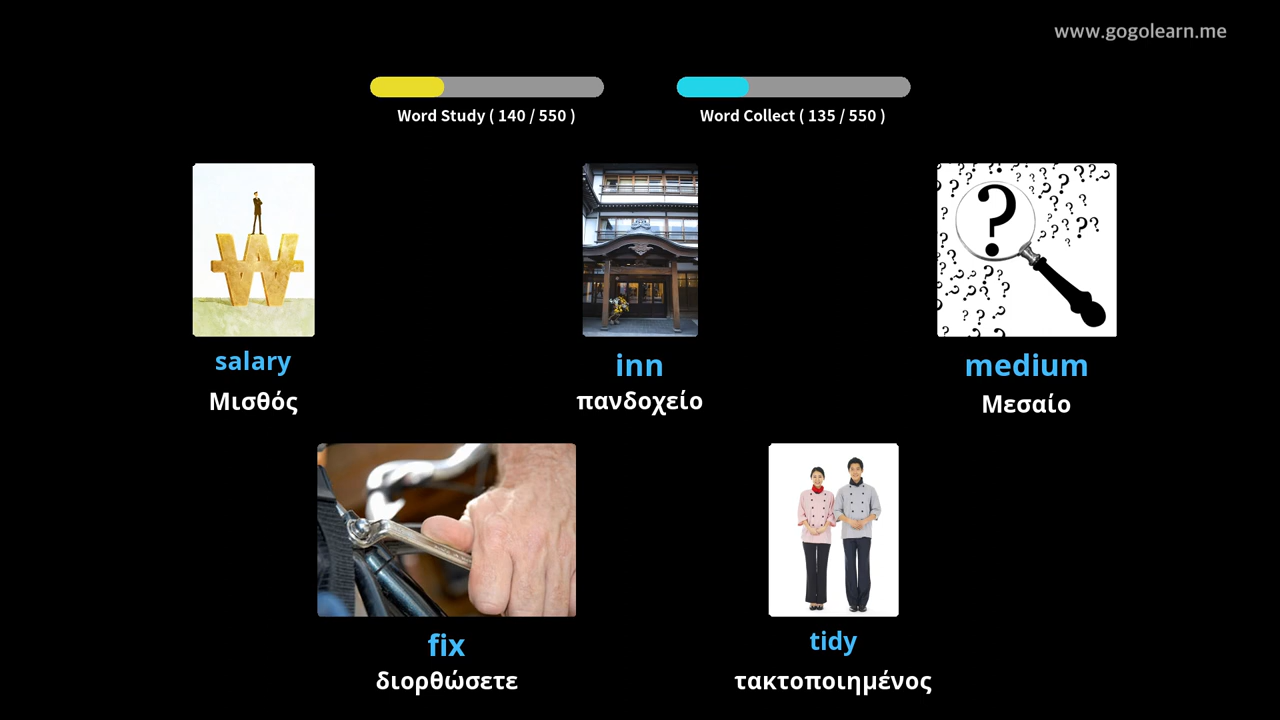 www.gogolearn.me
Word Study ( 140 / 550 )
Word Collect ( 135 / 550 )
salary
Μισθός
inn
πανδοχείο
medium
Μεσαίο
fix
διορθώσετε
tidy
τακτοποιημένος